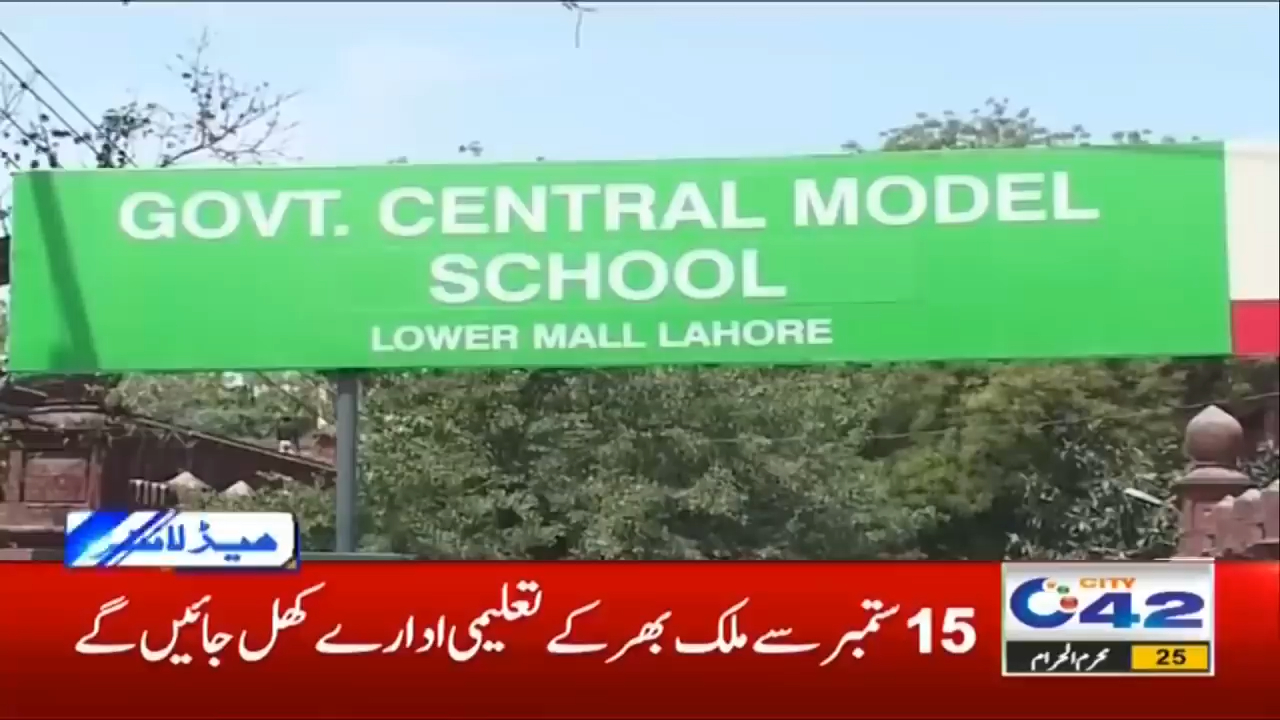 GOVT. CENTRAL MODEL
SCHOOL
LOWER MALL LAHORE
ہیڈ لائنز
15 ستمبر سے ملک بھر کے تعلیمی ادارے کھل جائیں گے
CITY
42
محرم الحرام 25